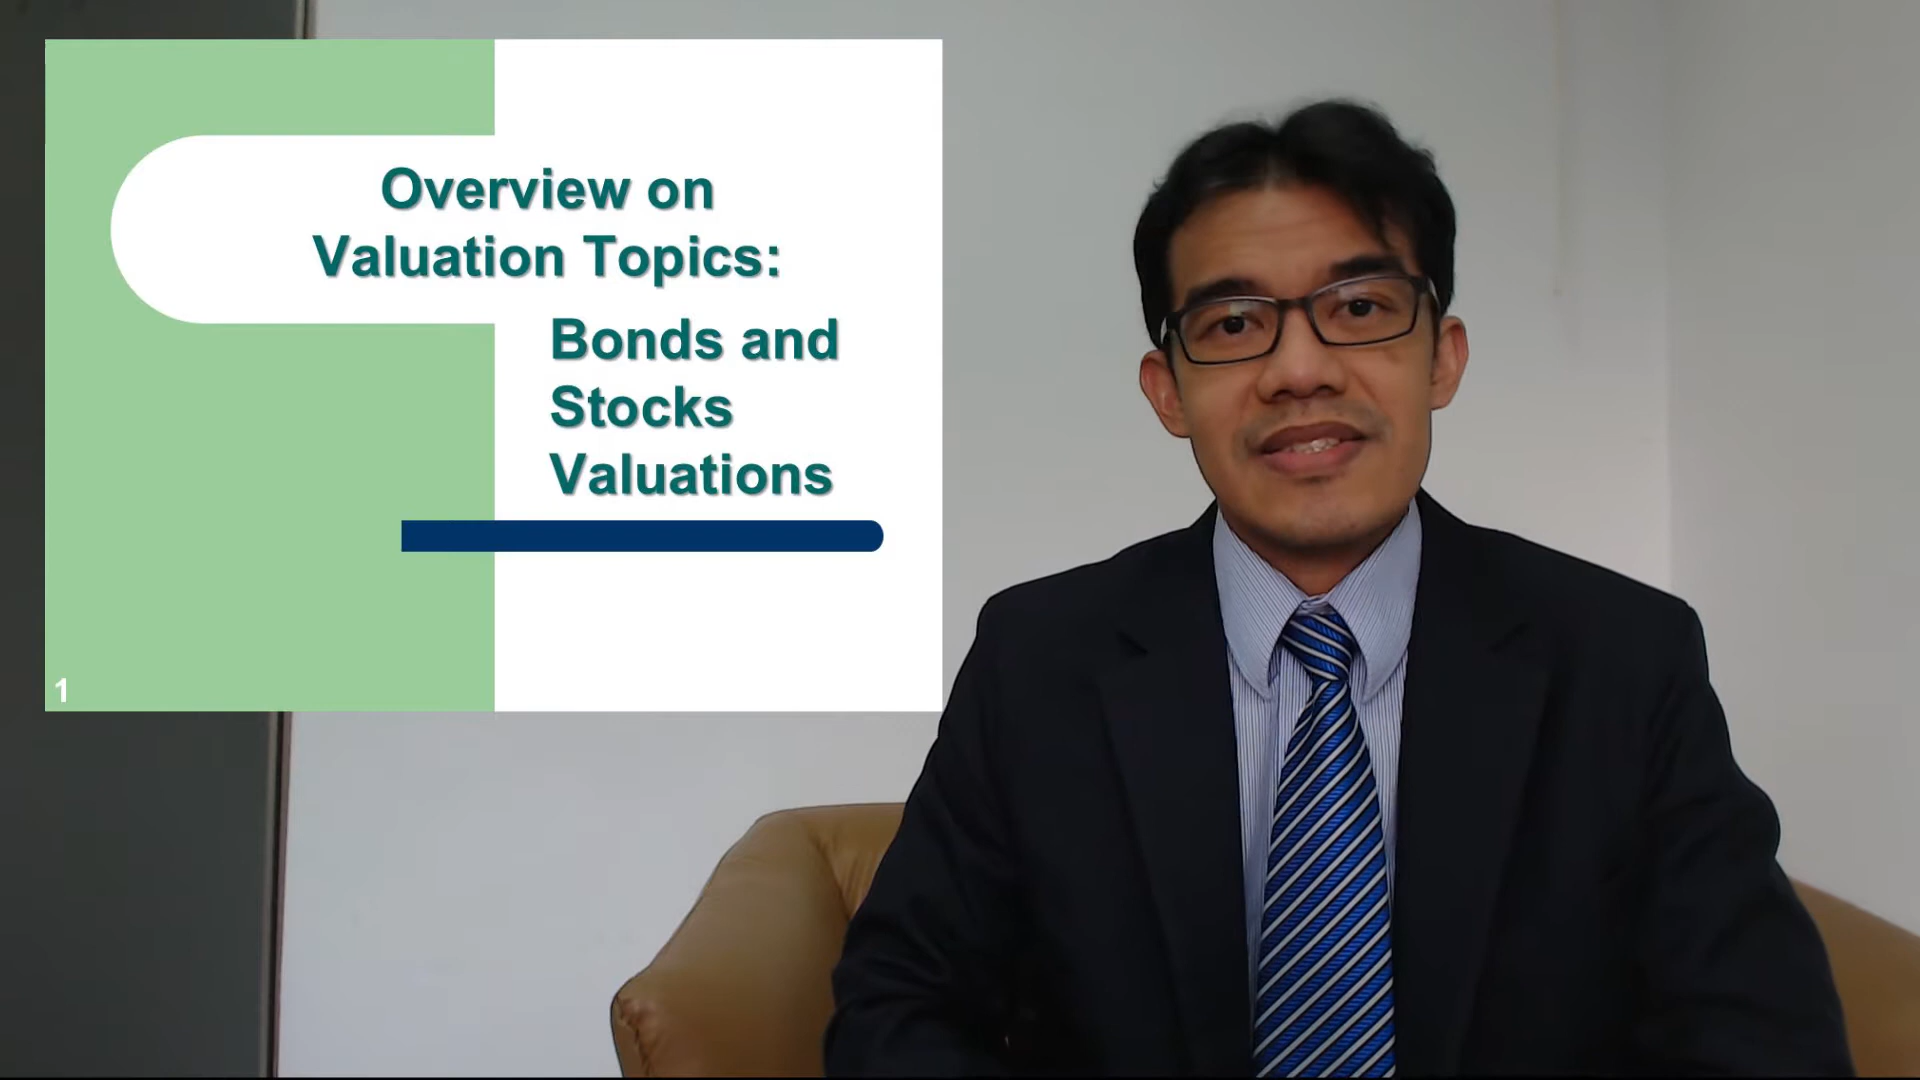 Overview on
Valuation Topics:
Bonds and
Stocks
Valuations
1